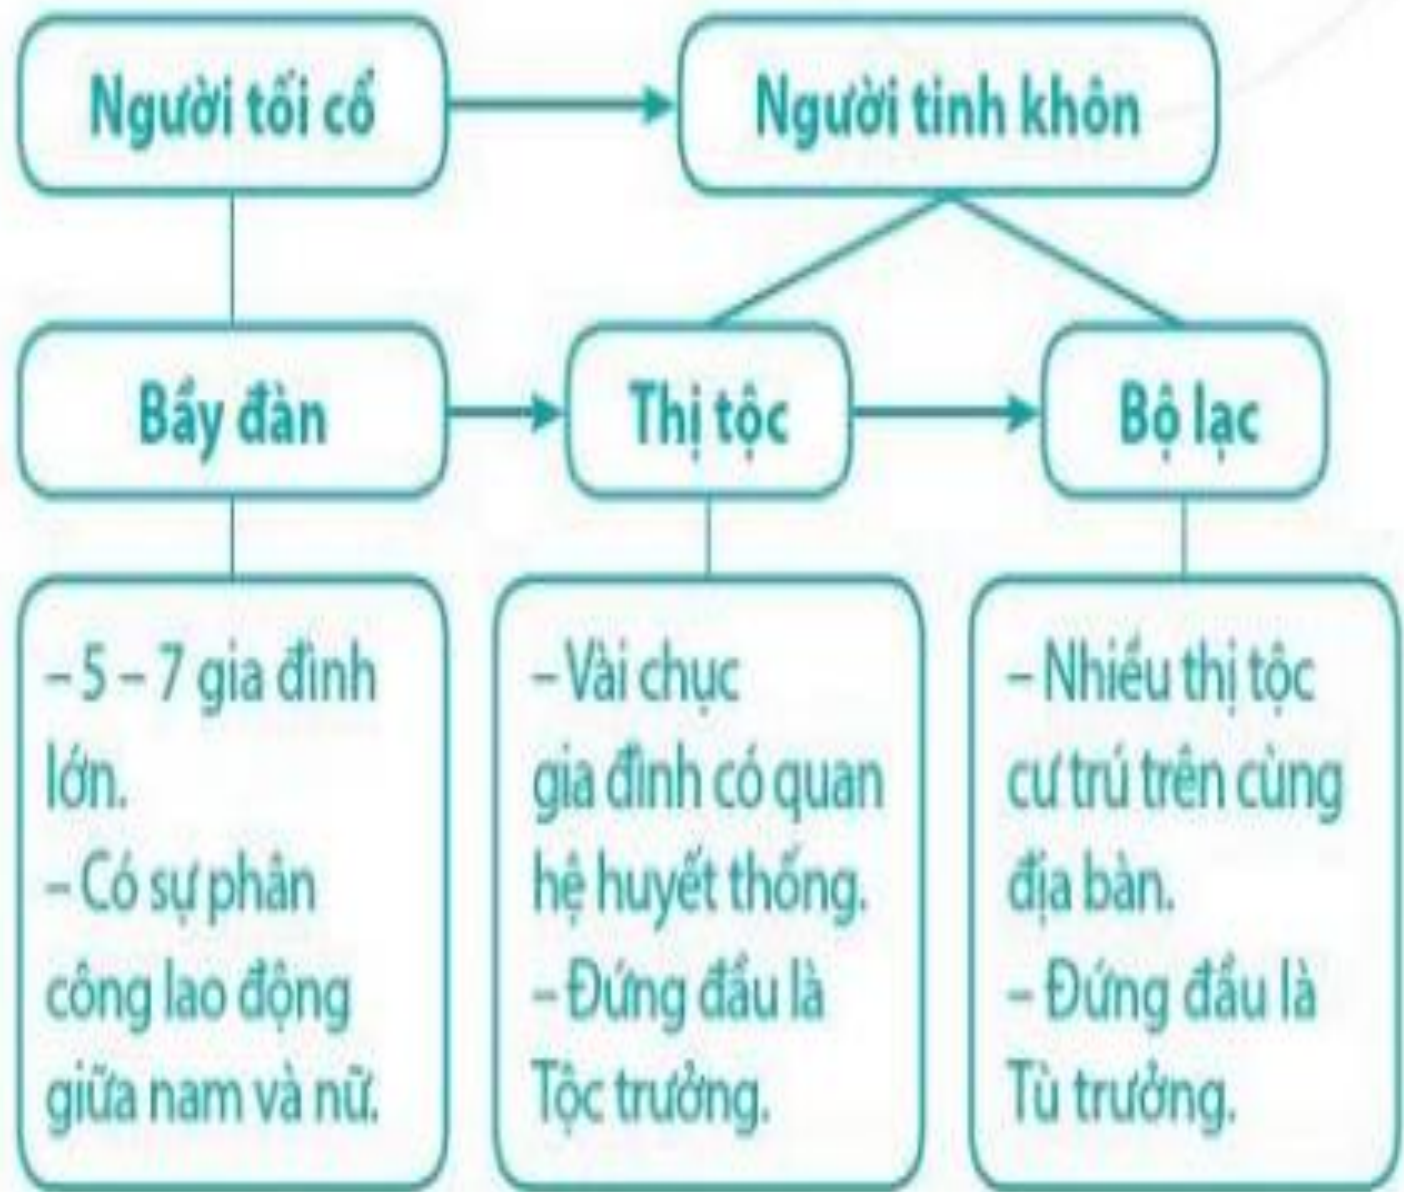 Người tối cổ
Người tinh khôn
Bầy đàn
Thị tộc
Bộ lạc
– 5 – 7 gia đình
lớn.
– Có sự phân
công lao động
giữa nam và nữ.
– Vài chục
gia đình có quan
hệ huyết thống.
– Đứng đầu là
Tộc trưởng.
– Nhiều thị tộc
cư trú trên cùng
địa bàn.
– Đứng đầu là
Tù trưởng.